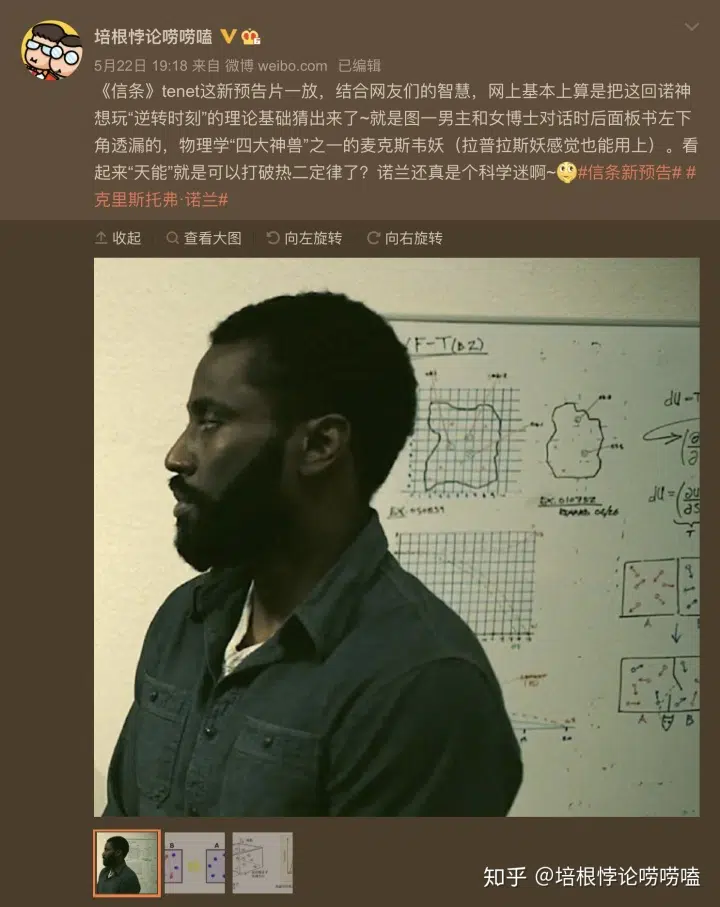 培根悖论唠唠嗑
5月22日 19:18 来自 微博 weibo.com 已编辑
《信条》tenet这新预告片一放，结合网友们的智慧，网上基本上算是把这回诺神
想玩“逆转时刻”的理论基础猜出来了~就是图一男主和女博士对话时后面板书左下
角透漏的，物理学“四大神兽”之一的麦克斯韦妖（拉普拉斯妖感觉也能用上）。看
起来“天能”就是可以打破热二定律了？诺兰还真是个科学迷啊~#信条新预告# #
克里斯托弗·诺兰#
收起 查看大图 向左旋转 向右旋转
A
A B
B A
知乎 @培根悖论唠唠嗑